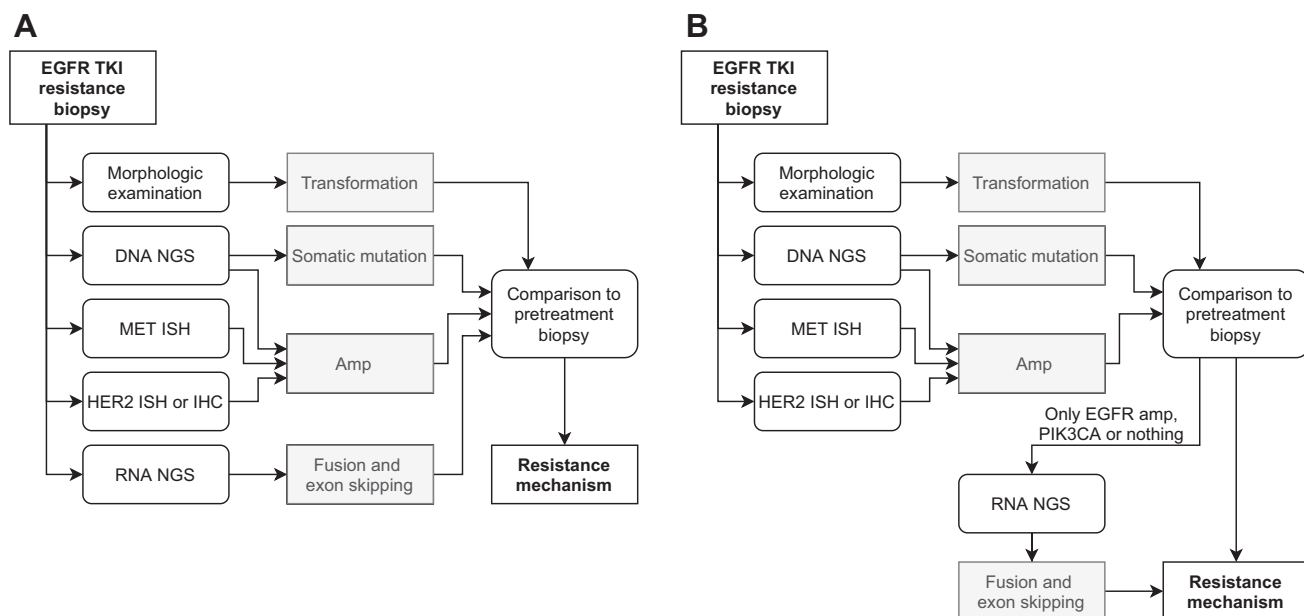 A
EGFR TKI
resistance
biopsy
Morphologic
examination
Transformation
DNA NGS
Somatic mutation
MET ISH
Amp
HER2 ISH or IHC
RNA NGS
Fusion and
exon skipping
Comparison to
pretreatment
biopsy
Resistance
mechanism
B
EGFR TKI
resistance
biopsy
Morphologic
examination
Transformation
DNA NGS
Somatic mutation
MET ISH
Amp
HER2 ISH or IHC
Comparison to
pretreatment
biopsy
Only EGFR amp,
PIK3CA or nothing
RNA NGS
Fusion and
exon skipping
Resistance
mechanism